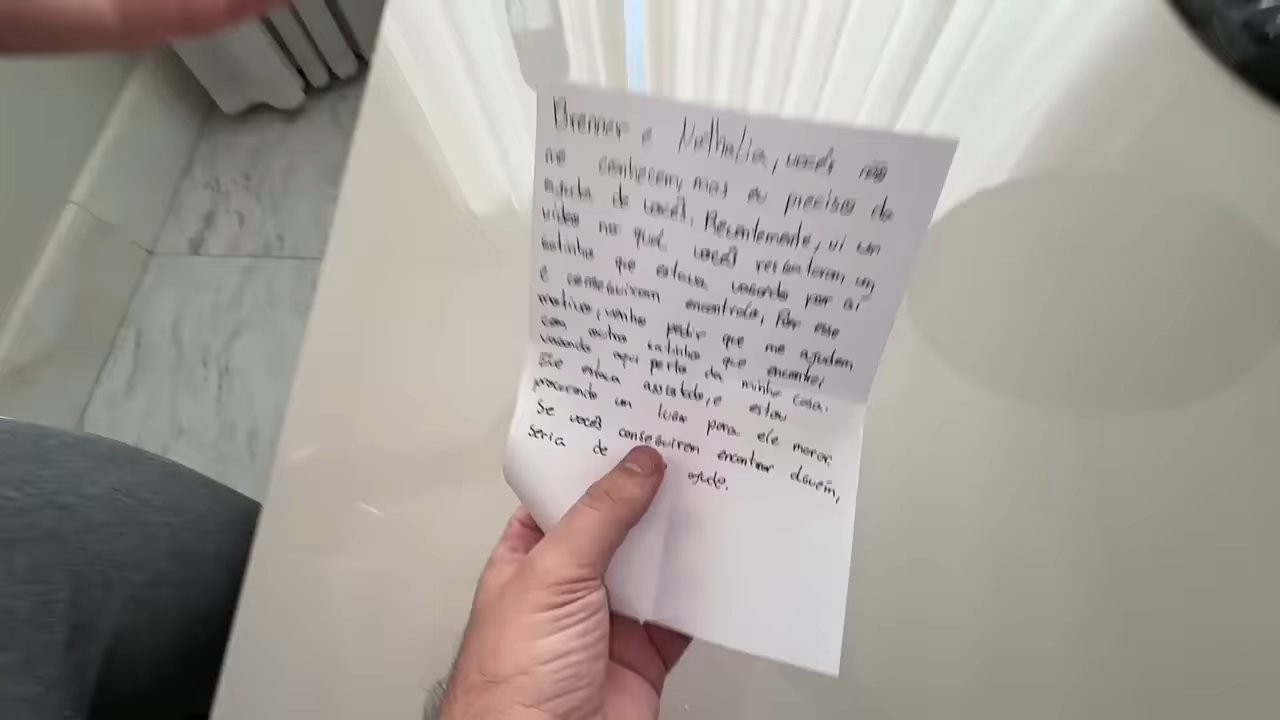 Brenner e Nathalia, vocês não
me conhecem, mas eu preciso da
ajuda de vocês. Recentemente, vi um
vídeo no qual vocês resgataram um
gatinho que estava vagando por aí
e conseguiram encontrala, Por esse
motivo, venho pedir que me ajudem
com outro gatinho que encontrei
vagando aqui perto da minha casa.
Ele estava assustado, e estou
procurando um lugar para ele morar.
Se vocês conseguirem encontrar alguém,
seria de ajuda.